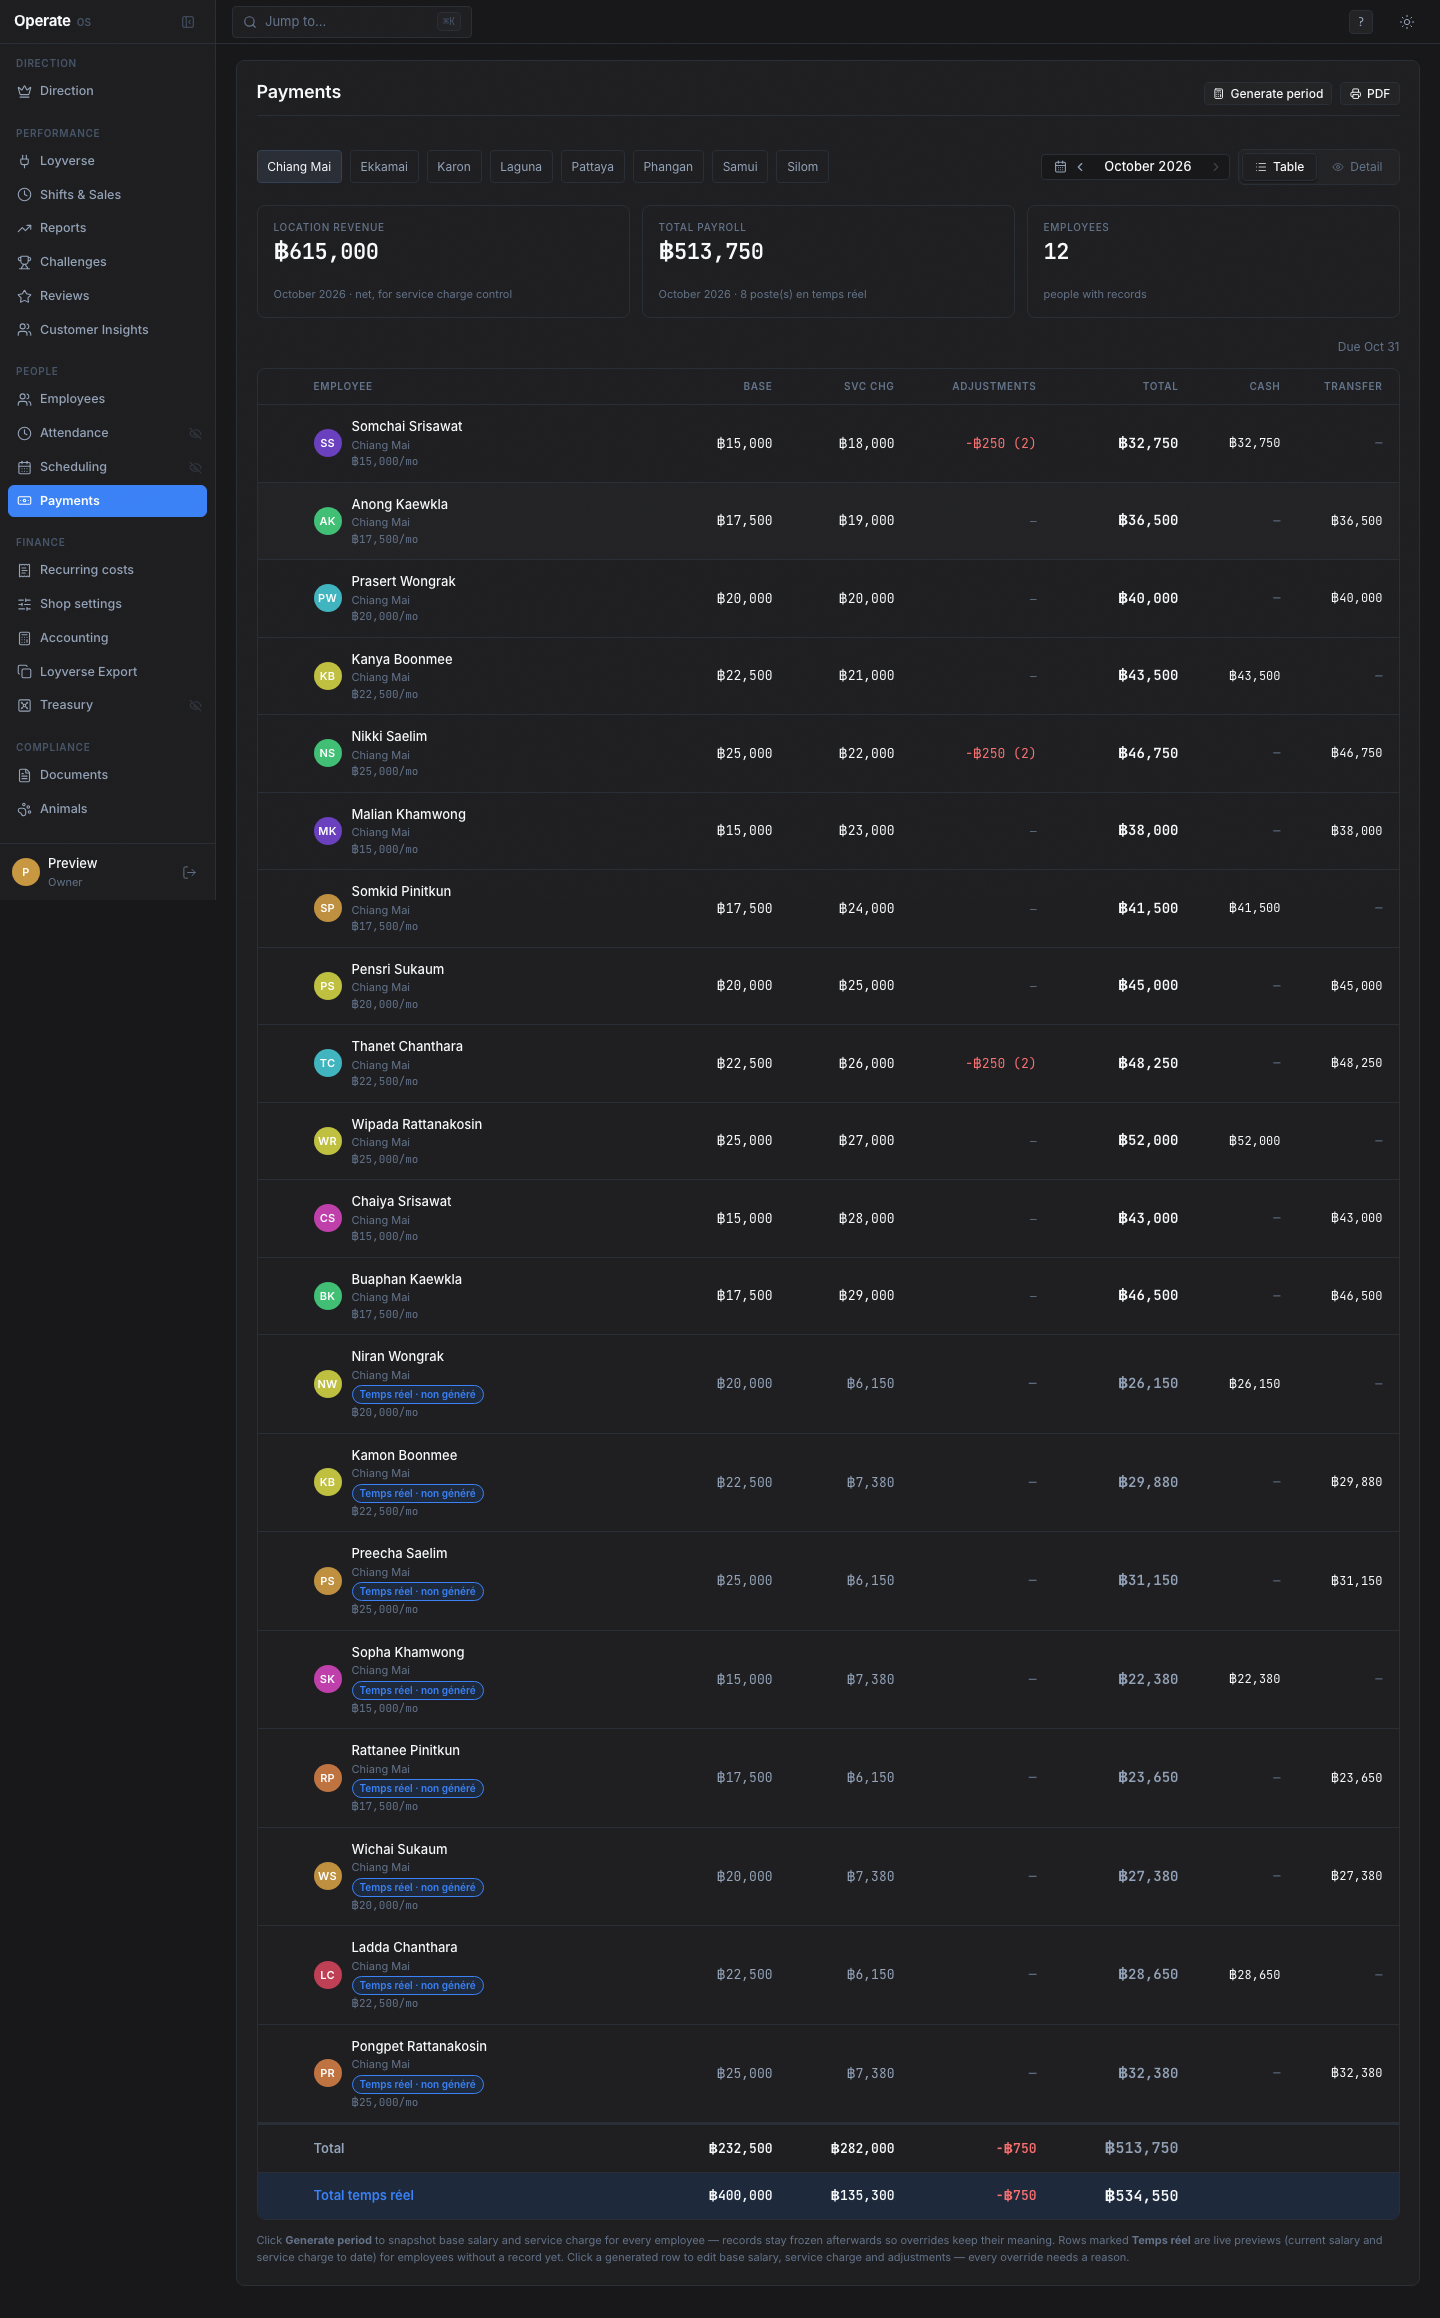 Operate OS
Jump to...
⌘K
?
DIRECTION
Direction
PERFORMANCE
Loyverse
Shifts & Sales
Reports
Challenges
Reviews
Customer Insights
PEOPLE
Employees
Attendance
Scheduling
Payments
FINANCE
Recurring costs
Shop settings
Accounting
Loyverse Export
Treasury
COMPLIANCE
Documents
Animals
P
Preview
Owner
Payments
Generate period
PDF
Chiang Mai
Ekkamai
Karon
Laguna
Pattaya
Phangan
Samui
Silom
October 2026
Table
Detail
LOCATION REVENUE
฿615,000
October 2026 · net, for service charge control
TOTAL PAYROLL
฿513,750
October 2026 · 8 poste(s) en temps réel
EMPLOYEES
12
people with records
Due Oct 31
EMPLOYEE BASE SVC CHG ADJUSTMENTS TOTAL CASH TRANSFER
Somchai Srisawat
Chiang Mai
SS ฿15,000 ฿18,000 -฿250 (2) ฿32,750 ฿32,750 —
฿15,000/mo
Anong Kaewkla
Chiang Mai
AK ฿17,500 ฿19,000 — ฿36,500 — ฿36,500
฿17,500/mo
Prasert Wongrak
Chiang Mai
PW ฿20,000 ฿20,000 — ฿40,000 — ฿40,000
฿20,000/mo
Kanya Boonmee
Chiang Mai
KB ฿22,500 ฿21,000 — ฿43,500 ฿43,500 —
฿22,500/mo
Nikki Saelim
Chiang Mai
NS ฿25,000 ฿22,000 -฿250 (2) ฿46,750 — ฿46,750
฿25,000/mo
Malian Khamwong
Chiang Mai
MK ฿15,000 ฿23,000 — ฿38,000 — ฿38,000
฿15,000/mo
Somkid Pinitkun
Chiang Mai
SP ฿17,500 ฿24,000 — ฿41,500 ฿41,500 —
฿17,500/mo
Pensri Sukaum
Chiang Mai
PS ฿20,000 ฿25,000 — ฿45,000 — ฿45,000
฿20,000/mo
Thanet Chanthara
Chiang Mai
TC ฿22,500 ฿26,000 -฿250 (2) ฿48,250 — ฿48,250
฿22,500/mo
Wipada Rattanakosin
Chiang Mai
WR ฿25,000 ฿27,000 — ฿52,000 ฿52,000 —
฿25,000/mo
Chaiya Srisawat
Chiang Mai
CS ฿15,000 ฿28,000 — ฿43,000 — ฿43,000
฿15,000/mo
Buaphan Kaewkla
Chiang Mai
BK ฿17,500 ฿29,000 — ฿46,500 — ฿46,500
฿17,500/mo
Niran Wongrak
Chiang Mai
NW ฿20,000 ฿6,150 — ฿26,150 ฿26,150 —
Temps réel · non généré
฿20,000/mo
Kamon Boonmee
Chiang Mai
KB ฿22,500 ฿7,380 — ฿29,880 — ฿29,880
Temps réel · non généré
฿22,500/mo
Preecha Saelim
Chiang Mai
PS ฿25,000 ฿6,150 — ฿31,150 — ฿31,150
Temps réel · non généré
฿25,000/mo
Sopha Khamwong
Chiang Mai
SK ฿15,000 ฿7,380 — ฿22,380 ฿22,380 —
Temps réel · non généré
฿15,000/mo
Rattanee Pinitkun
Chiang Mai
RP ฿17,500 ฿6,150 — ฿23,650 — ฿23,650
Temps réel · non généré
฿17,500/mo
Wichai Sukaum
Chiang Mai
WS ฿20,000 ฿7,380 — ฿27,380 — ฿27,380
Temps réel · non généré
฿20,000/mo
Ladda Chanthara
Chiang Mai
LC ฿22,500 ฿6,150 — ฿28,650 ฿28,650 —
Temps réel · non généré
฿22,500/mo
Pongpet Rattanakosin
Chiang Mai
PR ฿25,000 ฿7,380 — ฿32,380 — ฿32,380
Temps réel · non généré
฿25,000/mo
Total ฿232,500 ฿282,000 -฿750 ฿513,750
Total temps réel ฿400,000 ฿135,300 -฿750 ฿534,550
Click Generate period to snapshot base salary and service charge for every employee — records stay frozen afterwards so overrides keep their meaning. Rows marked Temps réel are live previews (current salary and
service charge to date) for employees without a record yet. Click a generated row to edit base salary, service charge and adjustments — every override needs a reason.